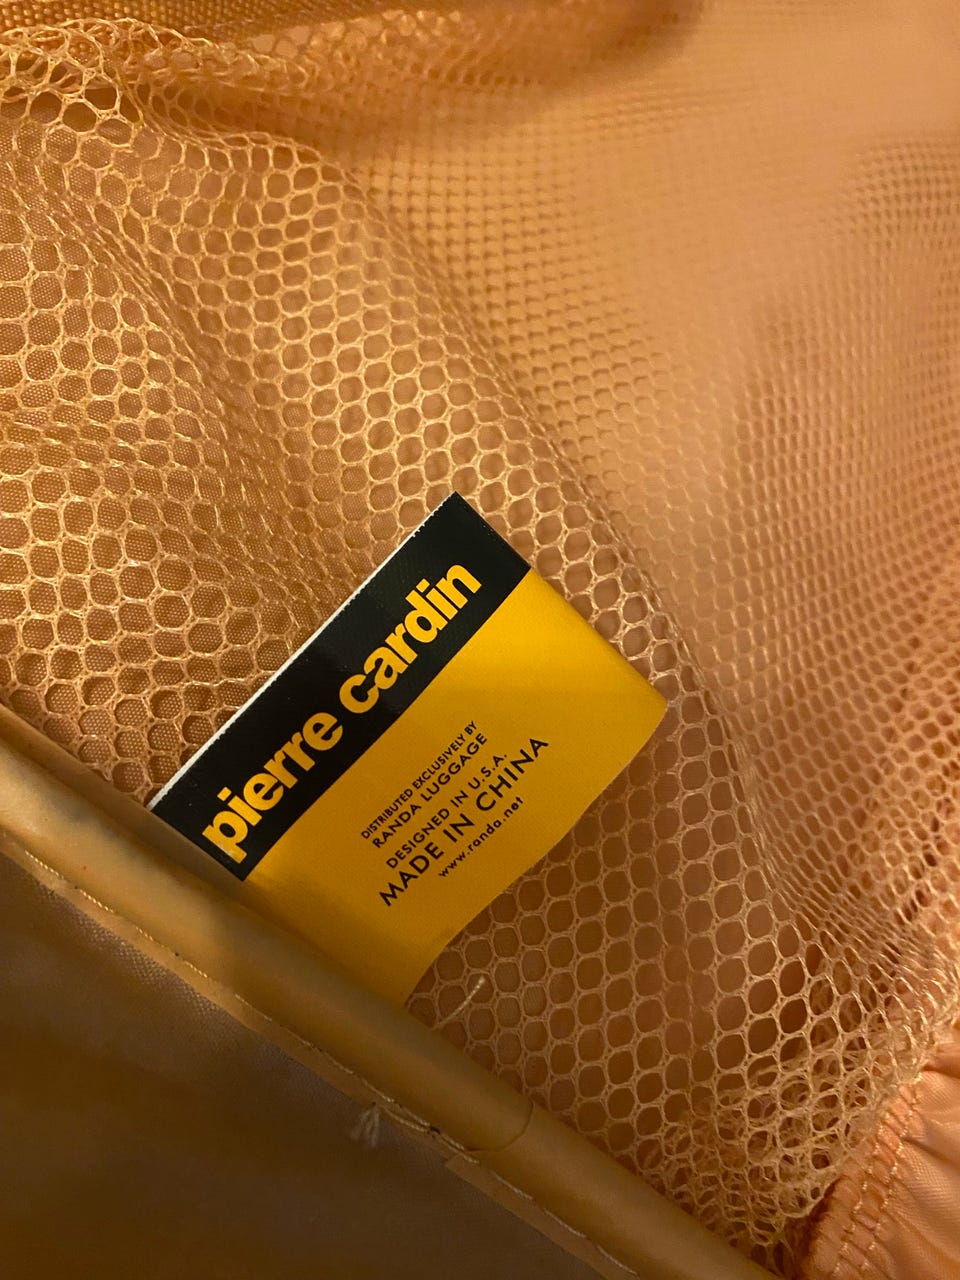 pierre cardin
DISTRIBUTED EXCLUSIVELY BY
RANDA LUGGAGE
DESIGNED IN U.S.A.
MADE IN CHINA
www.randa.net